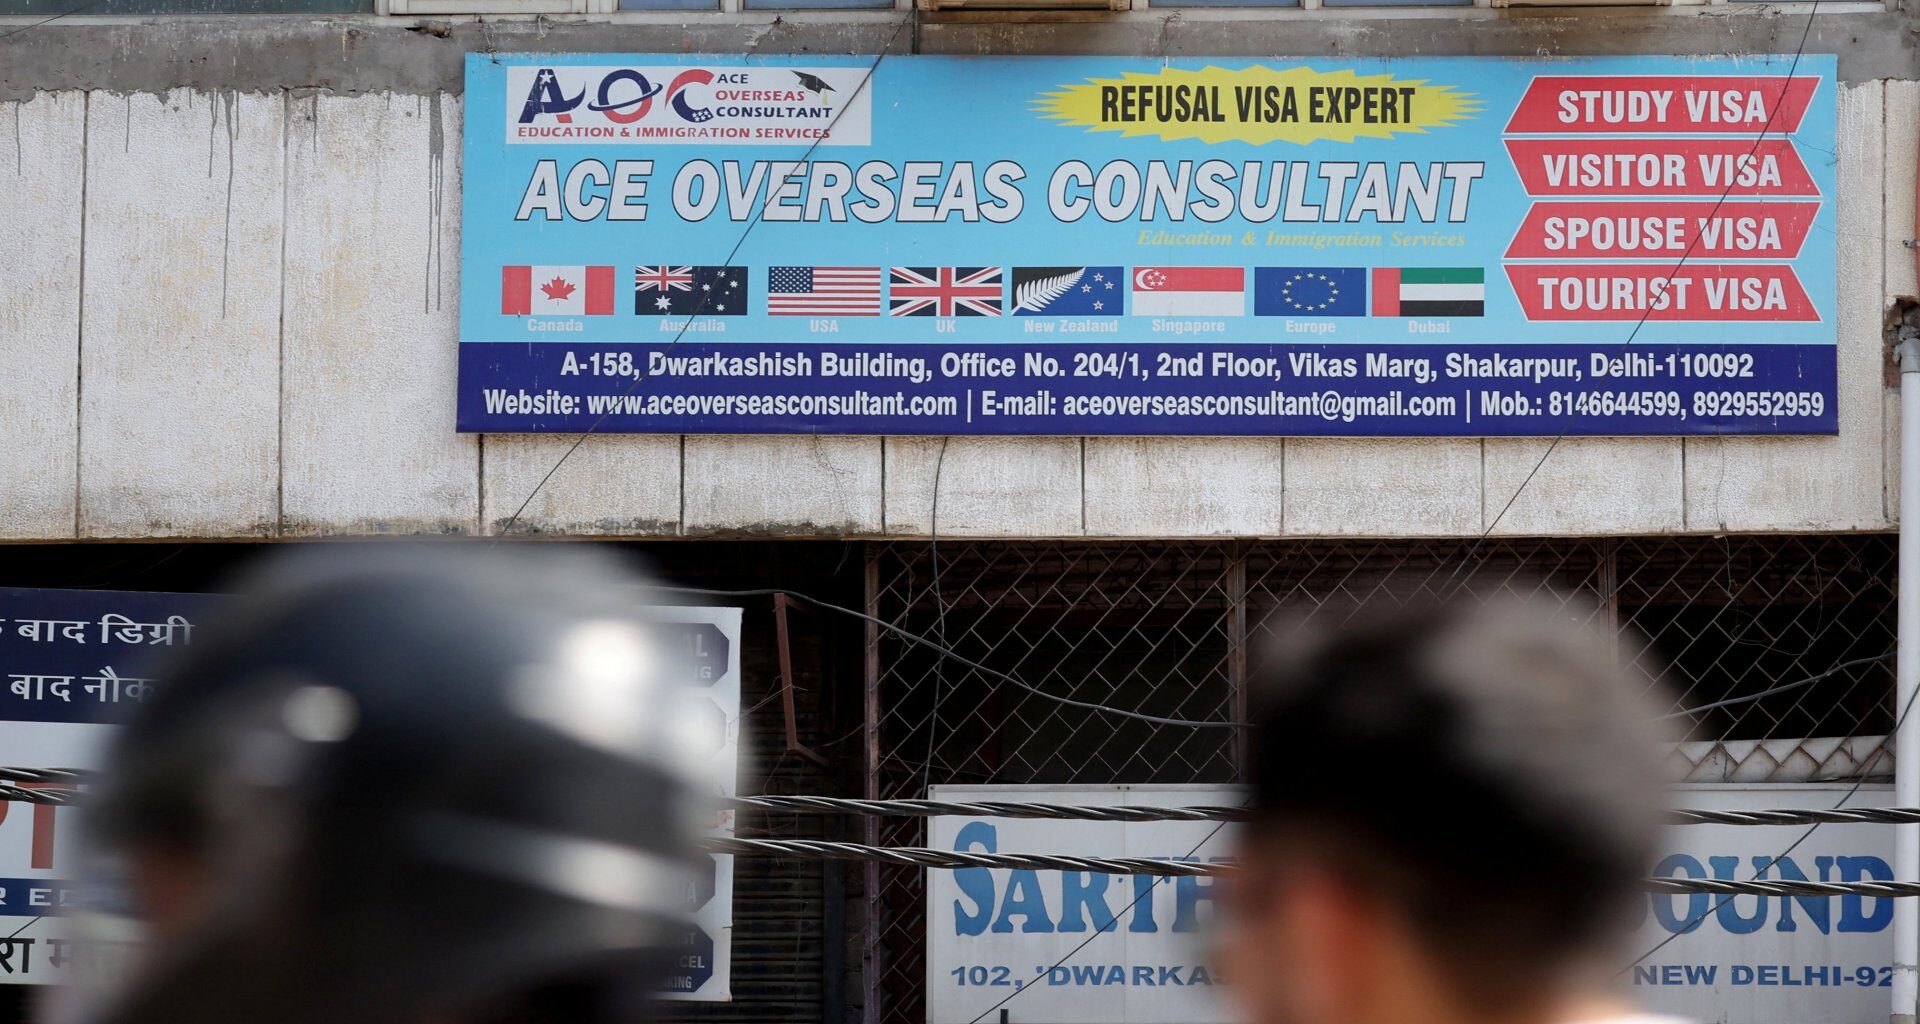 ACE
OVERSEAS
CONSULTANT
AOC
EDUCATION & IMMIGRATION SERVICES
REFUSAL VISA EXPERT
ACE OVERSEAS CONSULTANT
Education & Immigration Services
STUDY VISA
VISITOR VISA
SPOUSE VISA
TOURIST VISA
Canada
Australia
USA
UK
New Zealand
Singapore
Europe
Dubai
A-158, Dwarkashish Building, Office No. 204/1, 2nd Floor, Vikas Marg, Shakarpur, Delhi-110092
Website: www.aceoverseasconsultant.com | E-mail: aceoverseasconsultant@gmail.com | Mob.: 8146644599, 8929552959
बाद डिग्री
बाद नौक
SARTH
OUND
102, 'DWARKA
NEW DELHI-92